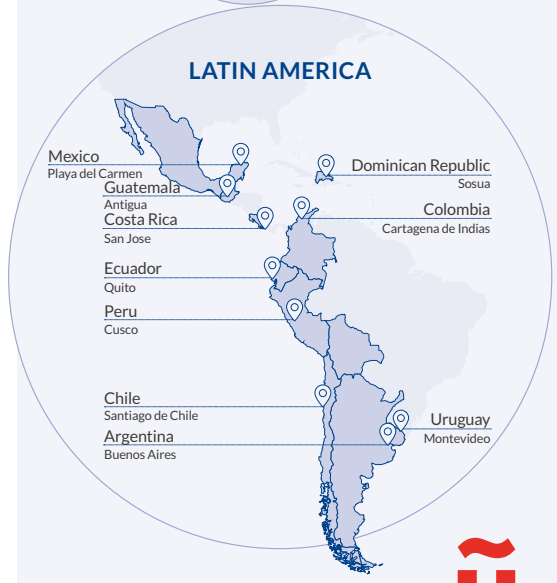 LATIN AMERICA
Mexico
Playa del Carmen
Guatemala
Antigua
Costa Rica
San Jose
Ecuador
Quito
Peru
Cusco
Chile
Santiago de Chile
Argentina
Buenos Aires
Dominican Republic
Sosua
Colombia
Cartagena de Indias
Uruguay
Montevideo